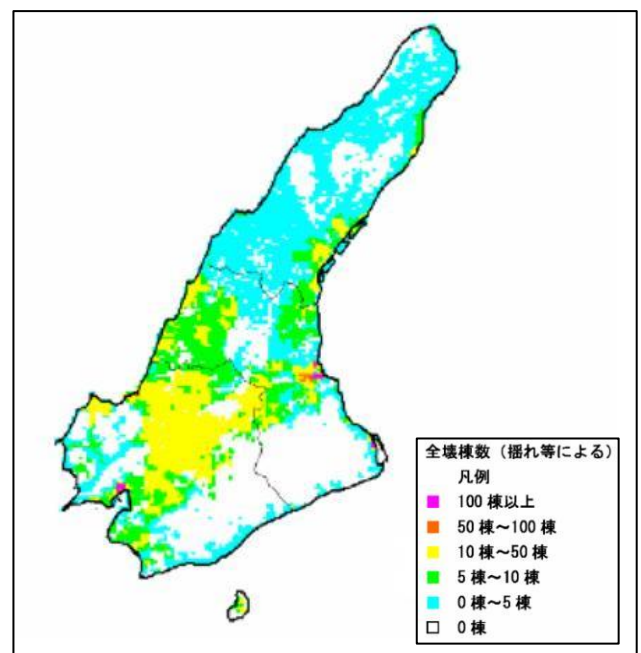 全壊棟数（揺れ等による）
凡例
100 棟以上
50 棟～100 棟
10 棟～50 棟
5 棟～10 棟
0 棟～5 棟
0 棟